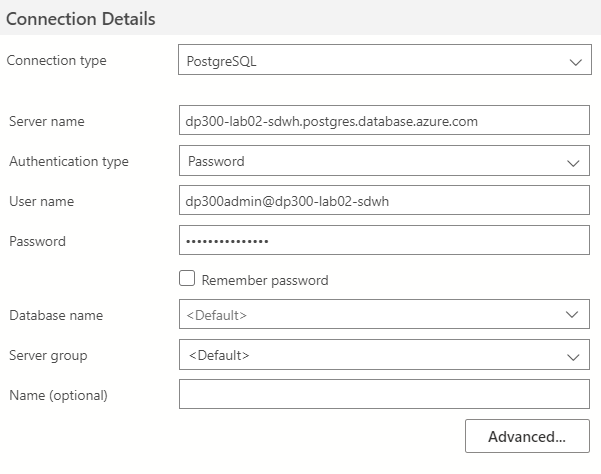 Connection Details
Connection type PostgreSQL
Server name dp300-lab02-sdwh.postgres.database.azure.com
Authentication type Password
User name dp300admin@dp300-lab02-sdwh
Password •••••••••••••••
Remember password
Database name <Default>
Server group <Default>
Name (optional)
Advanced...